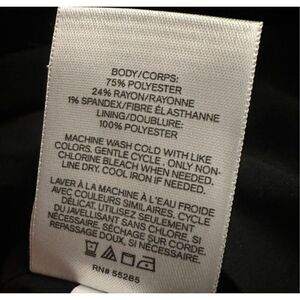 BODY/CORPS:
75% POLYESTER
24% RAYON/RAYONNE
1% SPANDEX/FIBRE ÉLASTHANNE
LINING/DOUBLURE:
100% POLYESTER
MACHINE WASH COLD WITH LIKE
COLORS. GENTLE CYCLE. ONLY NON-
CHLORINE BLEACH WHEN NEEDED.
LINE DRY. COOL IRON IF NEEDED.
LAVER À LA MACHINE À L'EAU FROIDE
AVEC COULEURS SIMILAIRES. CYCLE
DÉLICAT. UTILISEZ SEULEMENT
DU JAVELLISANT SANS CHLORE SI
NÉCESSAIRE. SÉCHAGE SUR CORDE.
REPASSAGE DOUX, SI NÉCESSAIRE.
RN# 55285